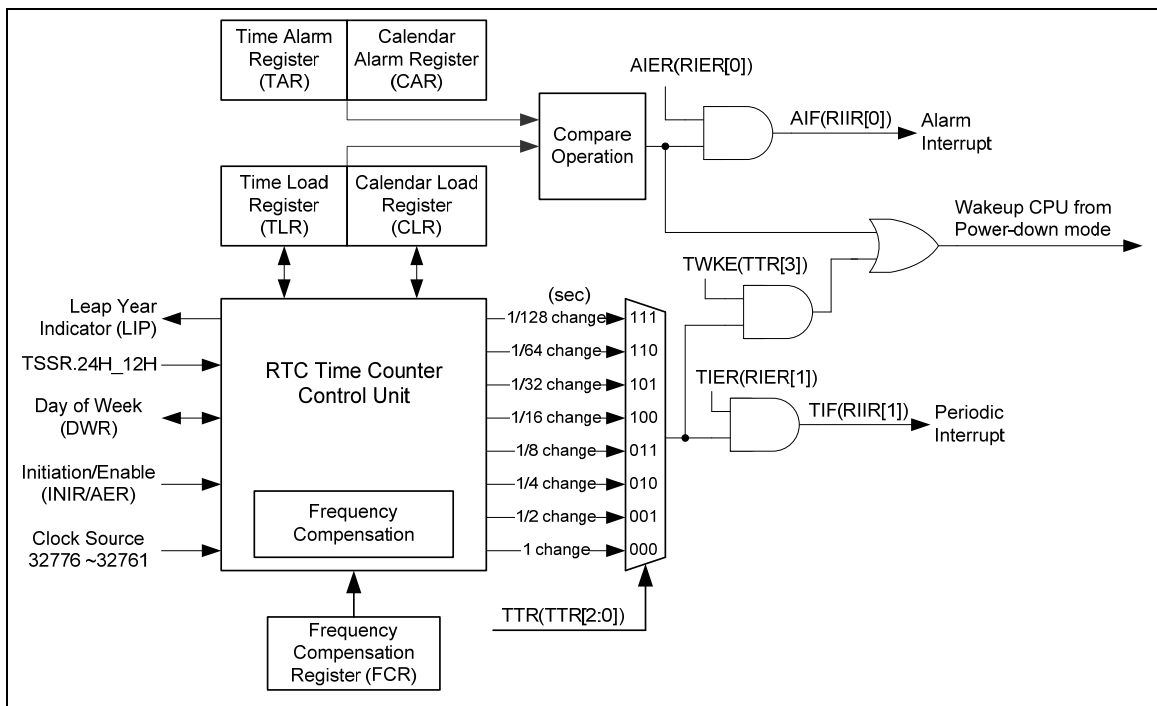 Time Alarm
Register
(TAR)
Calendar
Alarm Register
(CAR)
AIER(RIER[0])
Compare
Operation
AIF(RIIR[0])
Alarm
Interrupt
Time Load
Register
(TLR)
Calendar Load
Register
(CLR)
Wakeup CPU from
Power-down mode
TWKE(TTR[3])
Leap Year
Indicator (LIP)
TSSR.24H_12H
Day of Week
(DWR)
Initiation/Enable
(INIR/AER)
Clock Source
32776 ~32761
RTC Time Counter
Control Unit
Frequency
Compensation
(sec)
1/128 change 111
1/64 change 110
1/32 change 101
1/16 change 100
1/8 change 011
1/4 change 010
1/2 change 001
1 change 000
TIER(RIER[1])
TIF(RIIR[1])
Periodic
Interrupt
TTR(TTR[2:0])
Frequency
Compensation
Register (FCR)